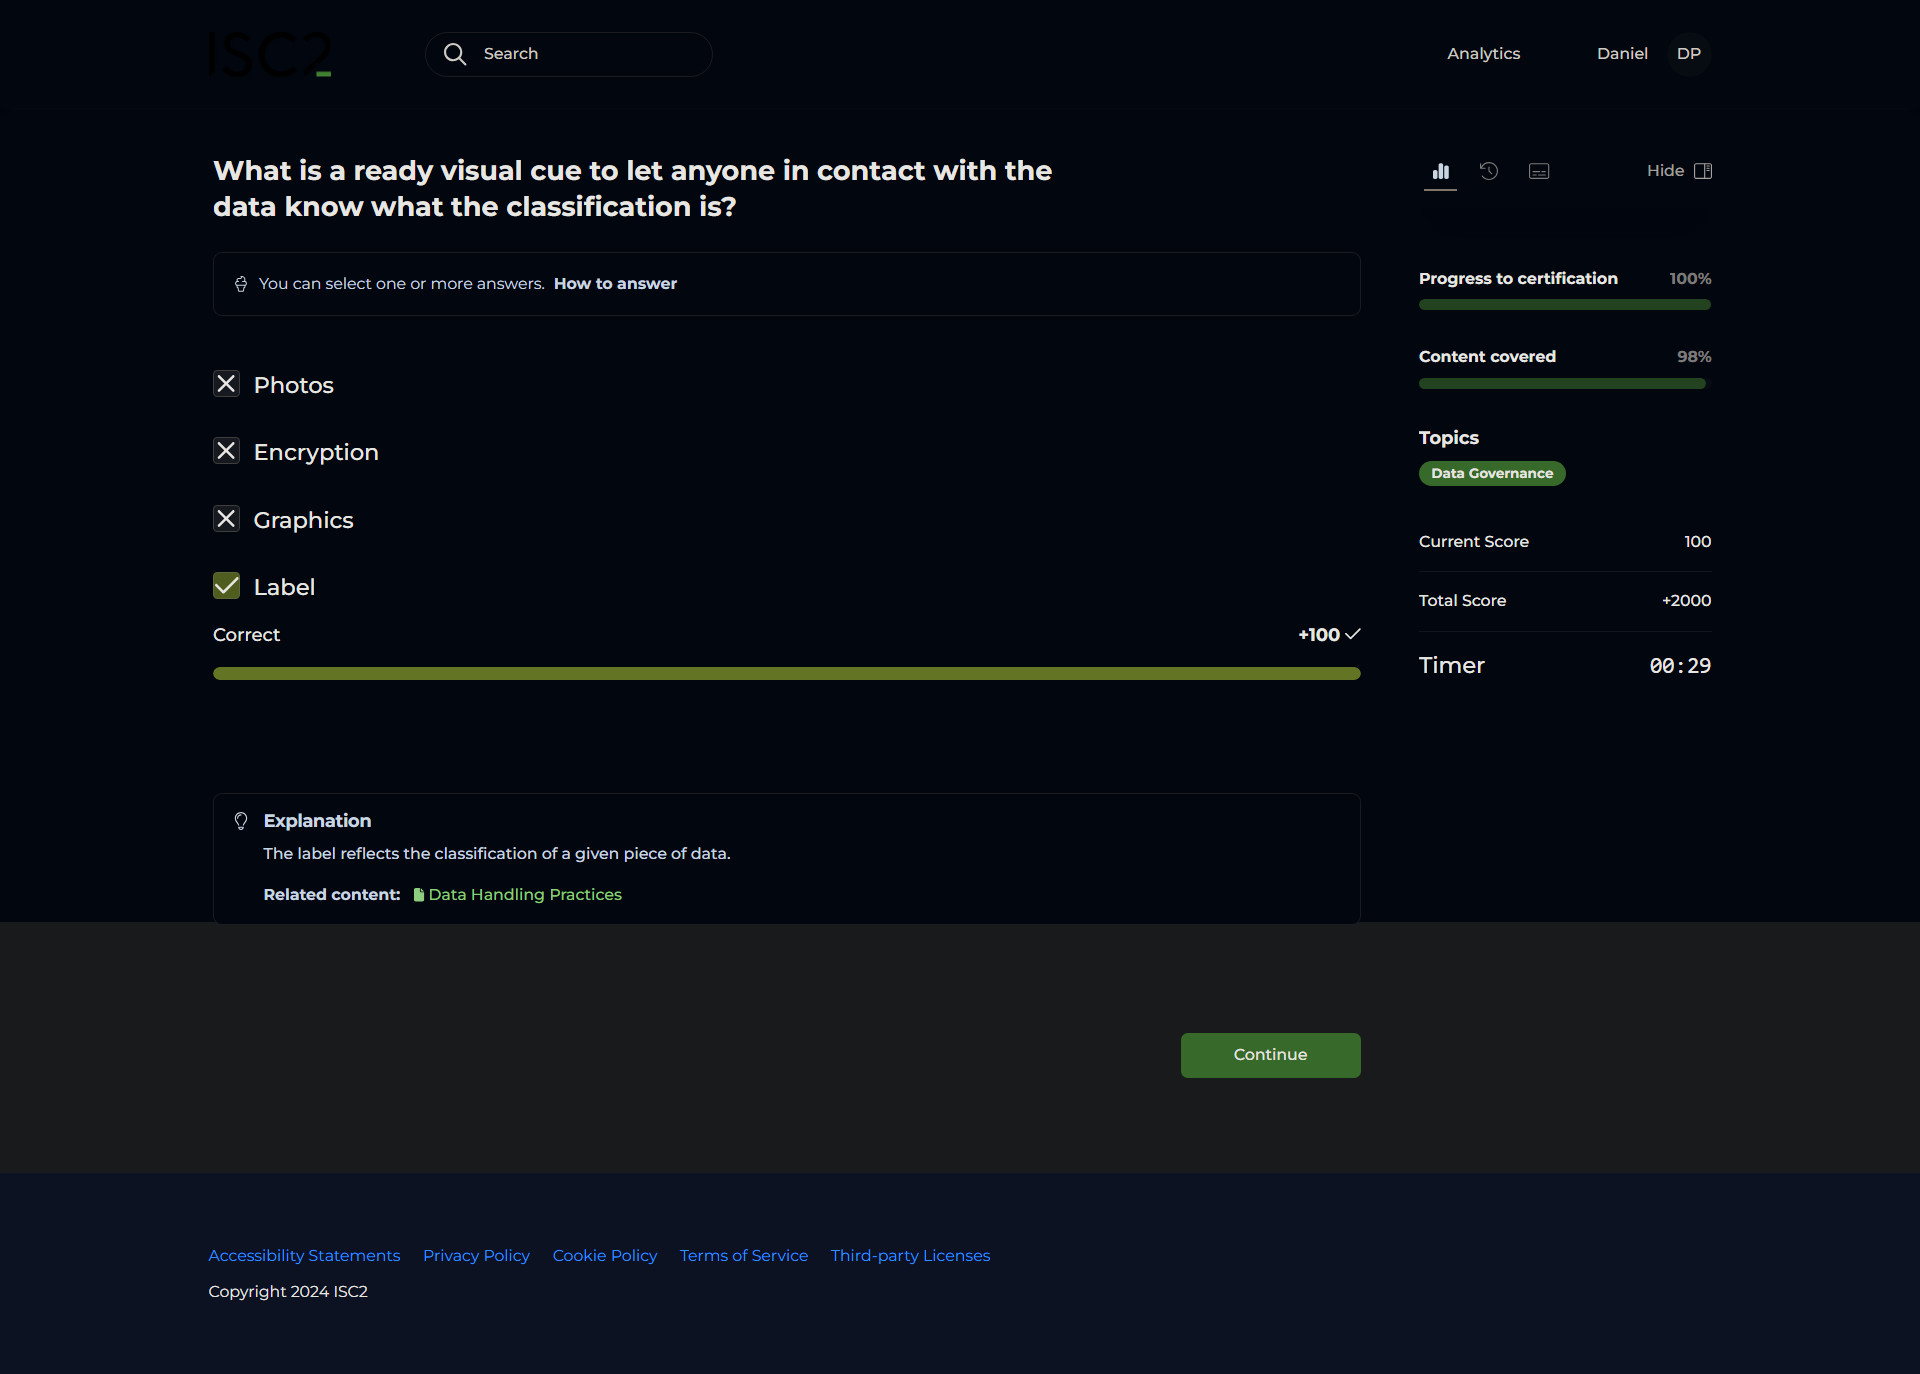 ISC2
Search
Analytics
Daniel
DP
What is a ready visual cue to let anyone in contact with the
data know what the classification is?
You can select one or more answers. How to answer
Photos
Encryption
Graphics
Label
Correct
+100
Explanation
The label reflects the classification of a given piece of data.
Related content: Data Handling Practices
Hide
Progress to certification 100%
Content covered 98%
Topics
Data Governance
Current Score 100
Total Score +2000
Timer 00:29
Continue
Accessibility Statements Privacy Policy Cookie Policy Terms of Service Third-party Licenses
Copyright 2024 ISC2